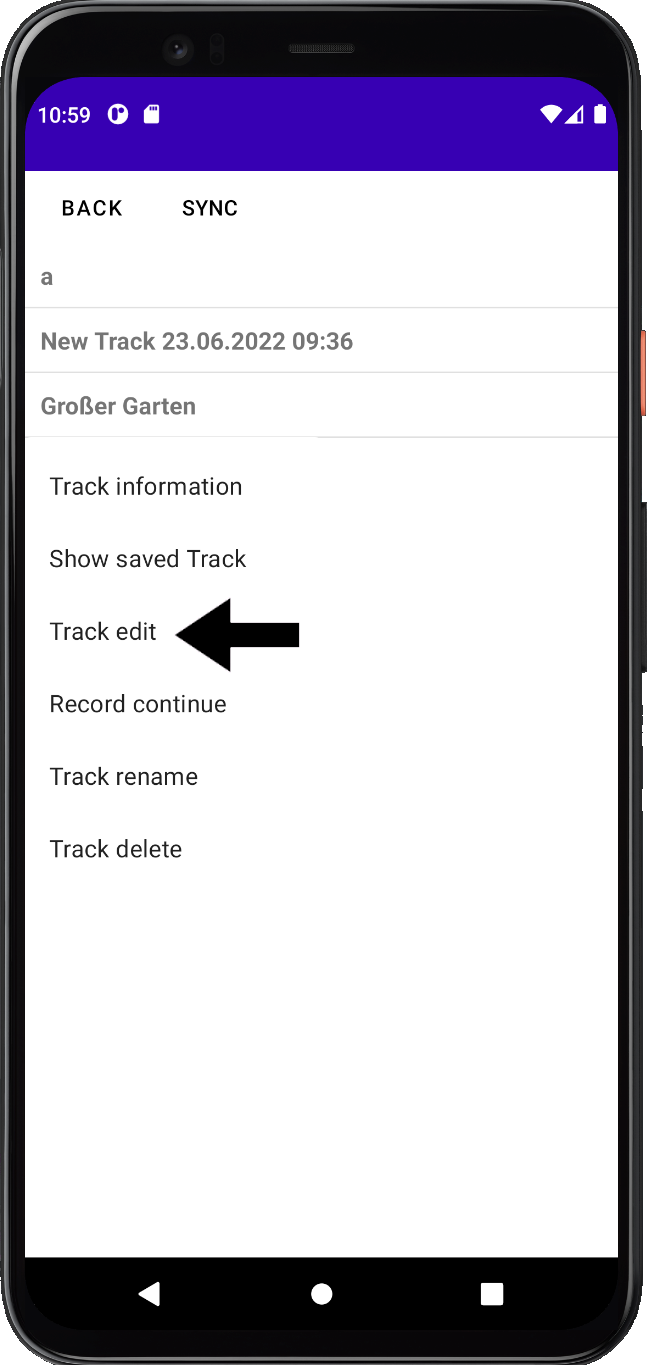 10:59
BACK SYNC
a
New Track 23.06.2022 09:36
Großer Garten
Track information
Show saved Track
Track edit
Record continue
Track rename
Track delete